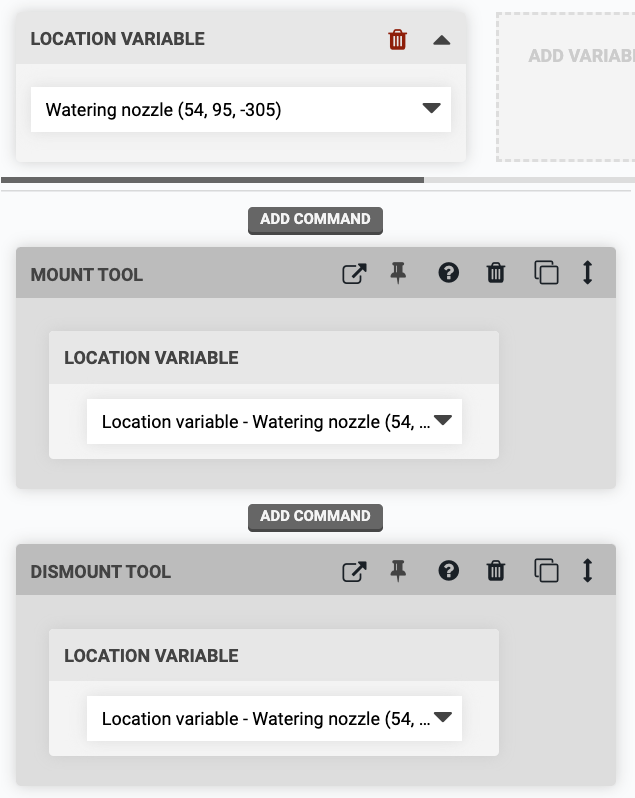 LOCATION VARIABLE
ADD VARIAB
Watering nozzle (54, 95, -305)
ADD COMMAND
MOUNT TOOL
LOCATION VARIABLE
Location variable - Watering nozzle (54, ...
ADD COMMAND
DISMOUNT TOOL
LOCATION VARIABLE
Location variable - Watering nozzle (54, ...